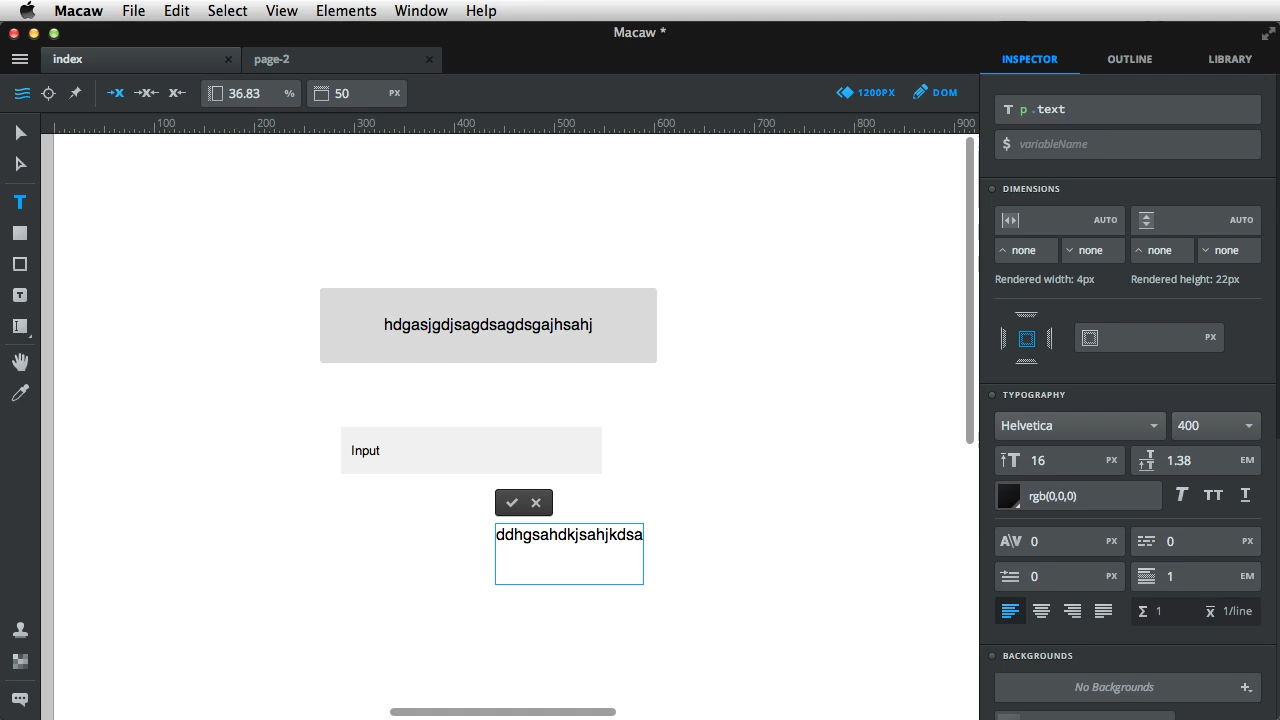 Macaw File Edit Select View Elements Window Help
Macaw *
index × page-2 ×
INSPECTOR OUTLINE LIBRARY
36.83 % 50 PX 1200PX DOM
100 200 300 400 500 600 700 800 900
p .text
$ variableName
DIMENSIONS
AUTO AUTO
none none none none
Rendered width: 4px Rendered height: 22px
PX
TYPOGRAPHY
Helvetica 400
16 PX 1.38 EM
rgb(0,0,0) T TT T
A\V 0 PX 0 PX
0 PX 1 EM
Σ 1 x̅ 1/line
BACKGROUNDS
No Backgrounds
hdgasjgdjsagdsagdsgajhsahj
Input
ddhgsahdkjsahjkdsa